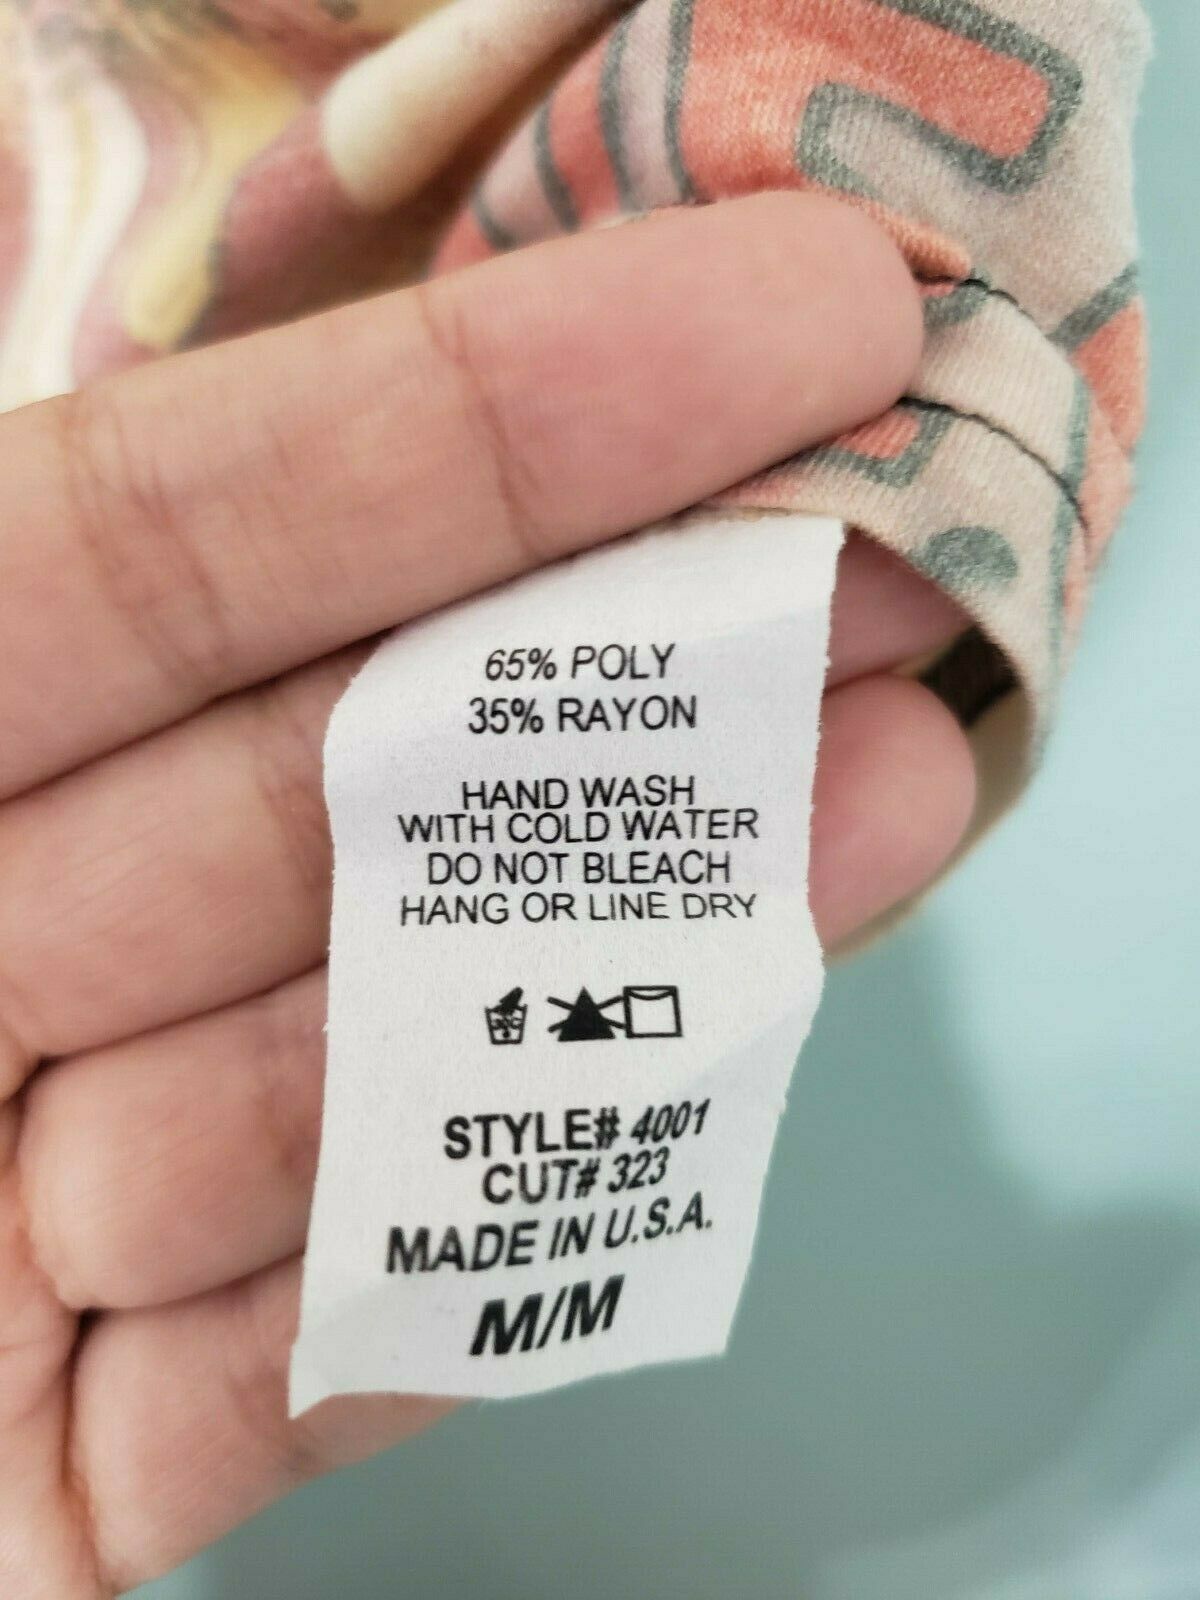 65% POLY
35% RAYON
HAND WASH
WITH COLD WATER
DO NOT BLEACH
HANG OR LINE DRY
STYLE# 4001
CUT# 323
MADE IN U.S.A.
M/M